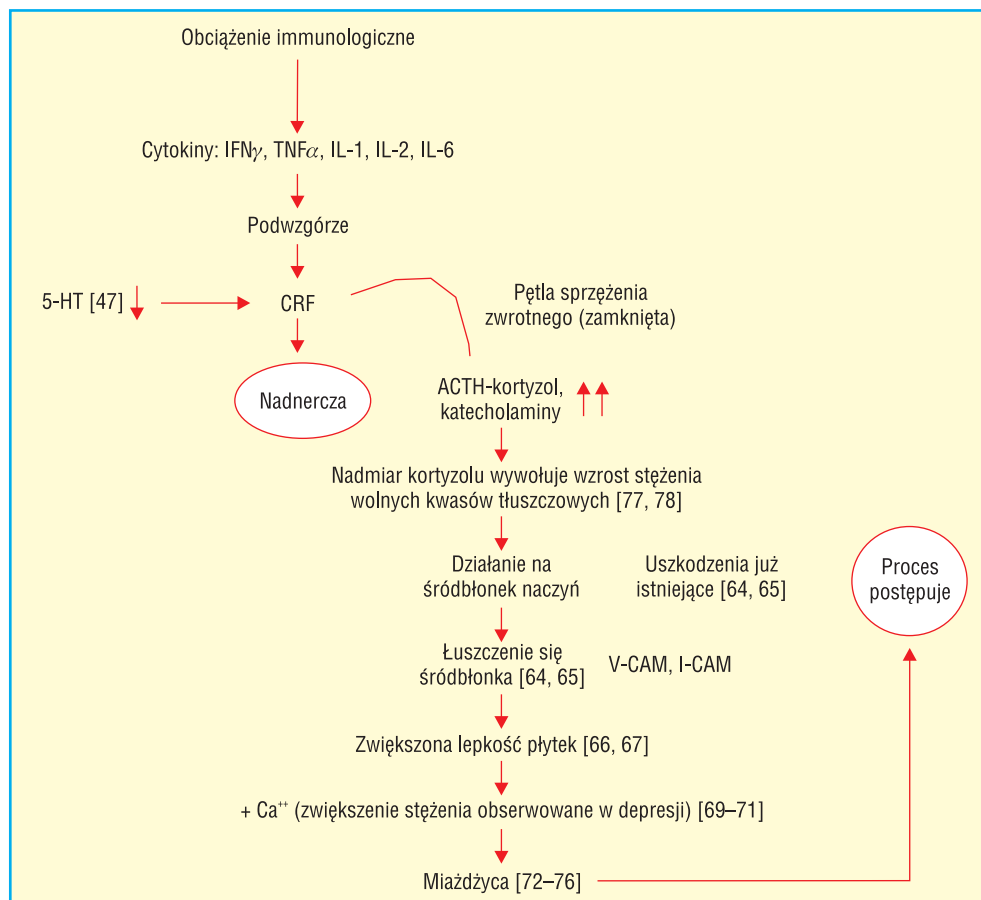 Obciążenie immunologiczne
Cytokiny: IFNγ, TNFα, IL-1, IL-2, IL-6
Podwzgórze
5-HT [47]
CRF
Pętla sprzężenia
zwrotnego (zamknięta)
Nadnercza
ACTH-kortyzol,
katecholaminy
Nadmiar kortyzolu wywołuje wzrost stężenia
wolnych kwasów tłuszczowych [77, 78]
Działanie na
śródbłonek naczyń
Uszkodzenia już
istniejące [64, 65]
Proces
postępuje
Łuszczenie się
śródbłonka [64, 65]
V-CAM, I-CAM
Zwiększona lepkość płytek [66, 67]
+ Ca⁺⁺ (zwiększenie stężenia obserwowane w depresji) [69–71]
Miażdżyca [72–76]